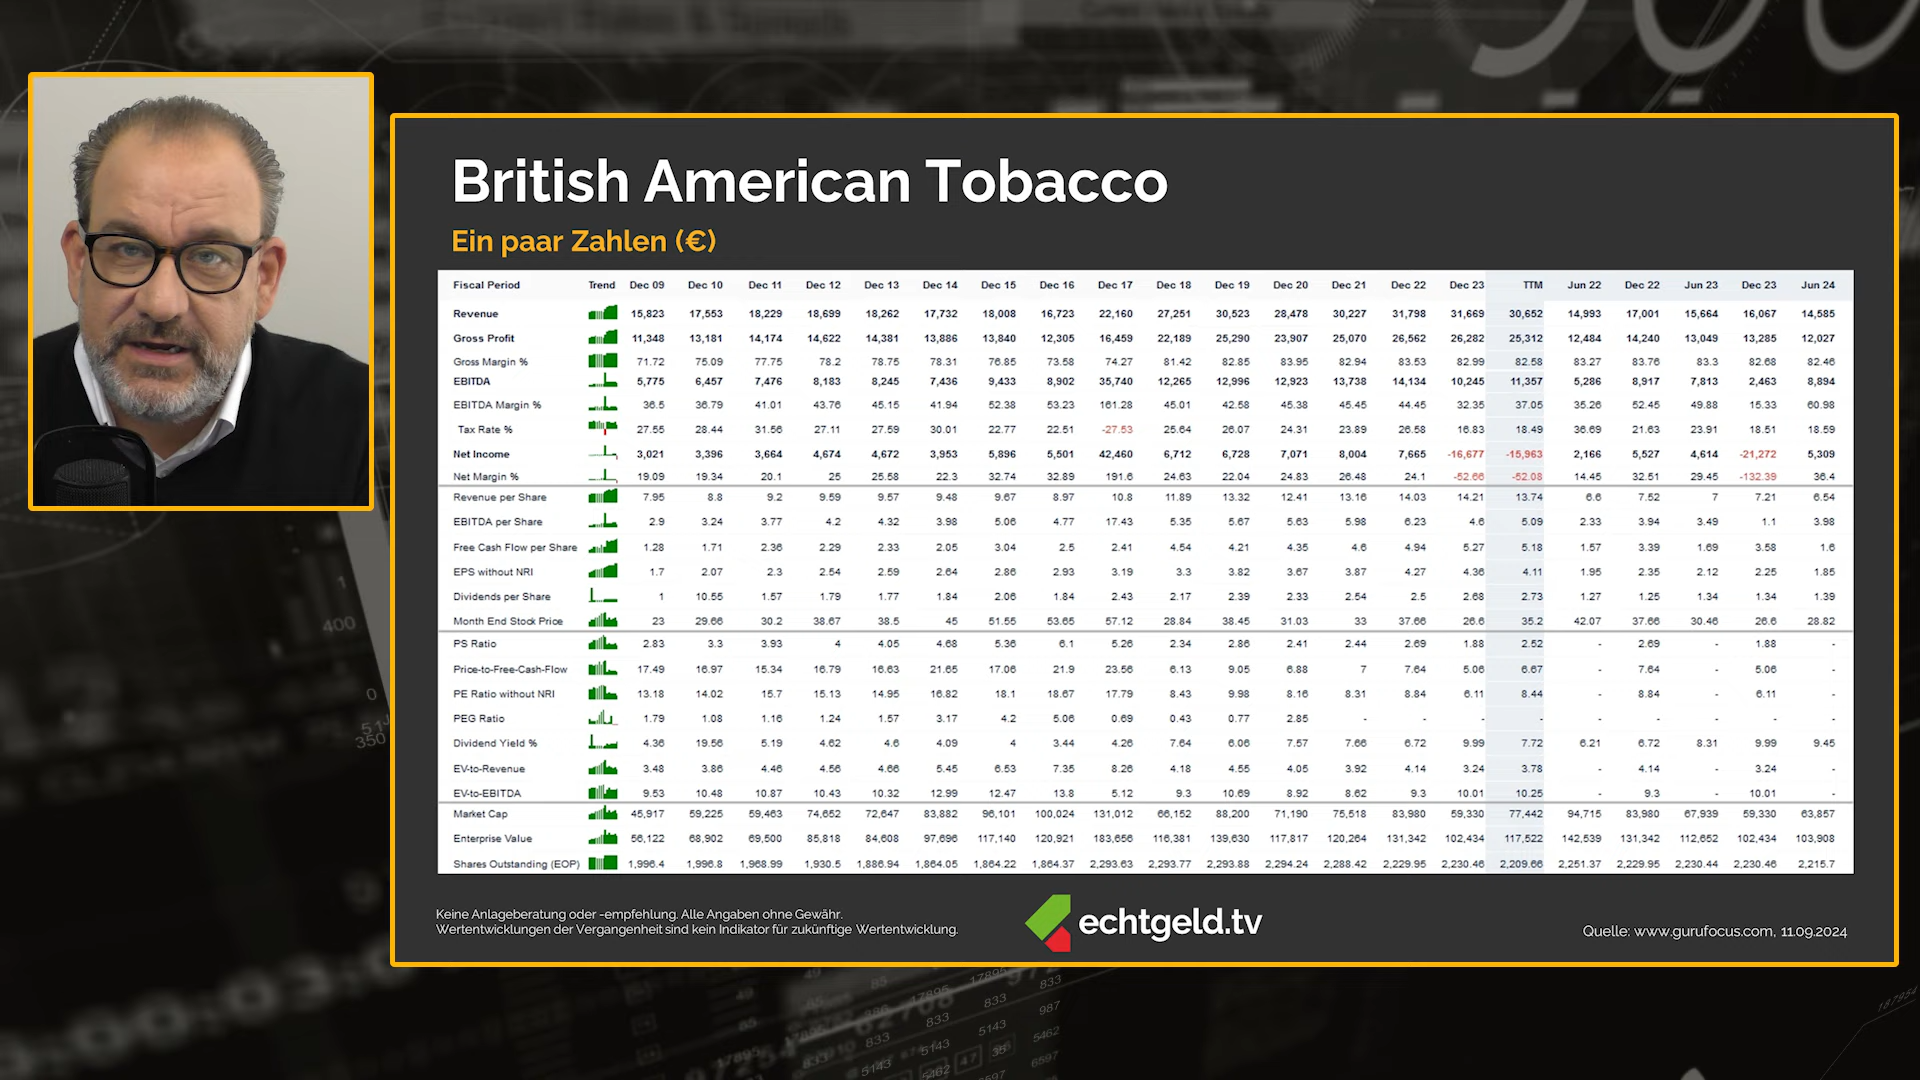 British American Tobacco
Ein paar Zahlen (€)
Fiscal Period Trend Dec 09 Dec 10 Dec 11 Dec 12 Dec 13 Dec 14 Dec 15 Dec 16 Dec 17 Dec 18 Dec 19 Dec 20 Dec 21 Dec 22 Dec 23 TTM Jun 22 Dec 22 Jun 23 Dec 23 Jun 24
Revenue 15,823 17,553 18,229 18,699 18,262 17,732 18,008 16,723 22,160 27,251 30,523 28,478 30,227 31,798 31,669 30,652 14,993 17,001 15,664 16,067 14,585
Gross Profit 11,348 13,181 14,174 14,622 14,381 13,886 13,840 12,305 16,459 22,189 25,290 23,907 25,070 26,562 26,282 25,312 12,484 14,240 13,049 13,285 12,027
Gross Margin % 71.72 75.09 77.75 78.2 78.75 78.31 76.85 73.58 74.27 81.42 82.85 83.95 82.94 83.53 82.99 82.58 83.27 83.76 83.3 82.68 82.46
EBITDA 5,775 6,457 7,476 8,183 8,245 7,436 9,433 8,902 35,740 12,265 12,996 12,923 13,738 14,134 10,245 11,357 5,286 8,917 7,813 2,463 8,894
EBITDA Margin % 36.5 36.79 41.01 43.76 45.15 41.94 52.38 53.23 161.28 45.01 42.58 45.38 45.45 44.45 32.35 37.05 35.26 52.45 49.88 15.33 60.98
Tax Rate % 27.55 28.44 31.56 27.11 27.59 30.01 22.77 22.51 -27.53 25.64 26.07 24.31 23.89 26.58 16.83 18.49 36.69 21.63 23.91 18.51 18.59
Net Income 3,021 3,396 3,664 4,674 4,672 3,953 5,896 5,501 42,460 6,712 6,728 7,071 8,004 7,665 -16,677 -15,963 2,166 5,527 4,614 -21,272 5,309
Net Margin % 19.09 19.34 20.1 25 25.58 22.3 32.74 32.89 191.6 24.63 22.04 24.83 26.48 24.1 -52.66 -52.08 14.45 32.51 29.45 -132.39 36.4
Revenue per Share 7.95 8.8 9.2 9.59 9.57 9.48 9.67 8.97 10.8 11.89 13.32 12.41 13.16 14.03 14.21 13.74 6.6 7.52 7 7.21 6.54
EBITDA per Share 2.9 3.24 3.77 4.2 4.32 3.98 5.06 4.77 17.43 5.35 5.67 5.63 5.98 6.23 4.6 5.09 2.33 3.94 3.49 1.1 3.98
Free Cash Flow per Share 1.28 1.71 2.36 2.29 2.33 2.05 3.04 2.5 2.41 4.54 4.21 4.35 4.6 4.94 5.27 5.18 1.57 3.39 1.69 3.58 1.6
EPS without NRI 1.7 2.07 2.3 2.54 2.59 2.64 2.86 2.93 3.19 3.3 3.82 3.67 3.87 4.27 4.36 4.11 1.95 2.35 2.12 2.25 1.85
Dividends per Share 1 10.55 1.57 1.79 1.77 1.84 2.06 1.84 2.43 2.17 2.39 2.33 2.54 2.5 2.68 2.73 1.27 1.25 1.34 1.34 1.39
Month End Stock Price 23 29.66 30.2 38.67 38.5 45 51.55 53.65 57.12 28.84 38.45 31.03 33 37.66 26.6 35.2 42.07 37.66 30.46 26.6 28.82
PS Ratio 2.83 3.3 3.93 4 4.05 4.68 5.36 6.1 5.26 2.34 2.86 2.41 2.44 2.69 1.88 2.52 - 2.69 - 1.88 -
Price-to-Free-Cash-Flow 17.49 16.97 15.34 16.79 16.63 21.65 17.06 21.9 23.56 6.13 9.05 6.88 7 7.64 5.06 6.67 - 7.64 - 5.06 -
PE Ratio without NRI 13.18 14.02 15.7 15.13 14.95 16.82 18.1 18.67 17.79 8.43 9.98 8.16 8.31 8.84 6.11 8.44 - 8.84 - 6.11 -
PEG Ratio 1.79 1.08 1.16 1.24 1.57 3.17 4.2 5.06 0.69 0.43 0.77 2.85 - - - - - - - - -
Dividend Yield % 4.36 19.56 5.19 4.62 4.6 4.09 4 3.44 4.26 7.64 6.06 7.57 7.66 6.72 9.99 7.72 6.21 6.72 8.31 9.99 9.45
EV-to-Revenue 3.48 3.86 4.46 4.56 4.66 5.45 6.53 7.35 8.26 4.18 4.55 4.05 3.92 4.14 3.24 3.78 - 4.14 - 3.24 -
EV-to-EBITDA 9.53 10.48 10.87 10.43 10.32 12.99 12.47 13.8 5.12 9.3 10.69 8.92 8.62 9.3 10.01 10.25 - 9.3 - 10.01 -
Market Cap 45,917 59,225 59,463 74,652 72,647 83,882 96,101 100,024 131,012 66,152 88,200 71,190 75,518 83,980 59,330 77,442 94,715 83,980 67,939 59,330 63,857
Enterprise Value 56,122 68,902 69,500 85,818 84,608 97,696 117,140 120,921 183,656 116,381 139,630 117,817 120,264 131,342 102,434 117,522 142,539 131,342 112,652 102,434 103,908
Shares Outstanding (EOP) 1,996.4 1,996.8 1,968.99 1,930.5 1,886.94 1,864.05 1,864.22 1,864.37 2,293.63 2,293.77 2,293.88 2,294.24 2,288.42 2,229.95 2,230.46 2,209.66 2,251.37 2,229.95 2,230.44 2,230.46 2,215.7
Keine Anlageberatung oder -empfehlung. Alle Angaben ohne Gewähr.
Wertentwicklungen der Vergangenheit sind kein Indikator für zukünftige Wertentwicklung.
echtgeld.tv
Quelle: www.gurufocus.com, 11.09.2024
400
0
350